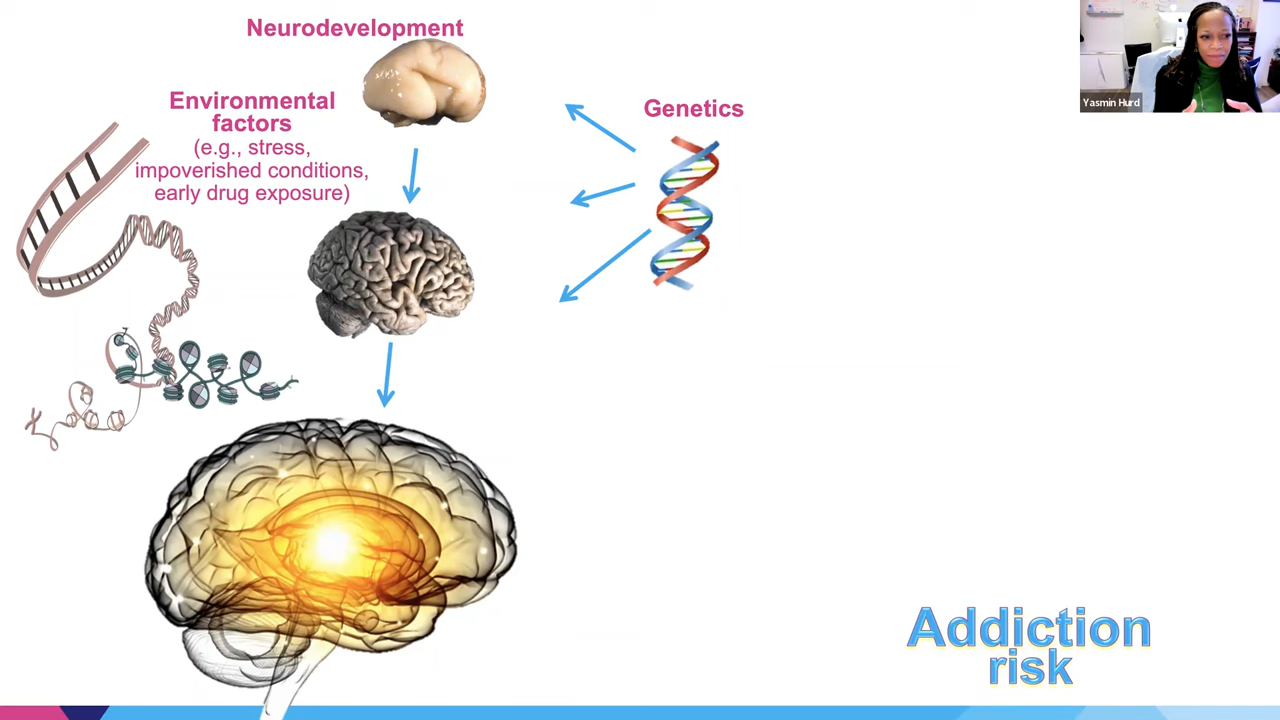 Neurodevelopment
Environmental
factors
(e.g., stress,
impoverished conditions,
early drug exposure)
Genetics
Yasmin Hurd
Addiction
risk